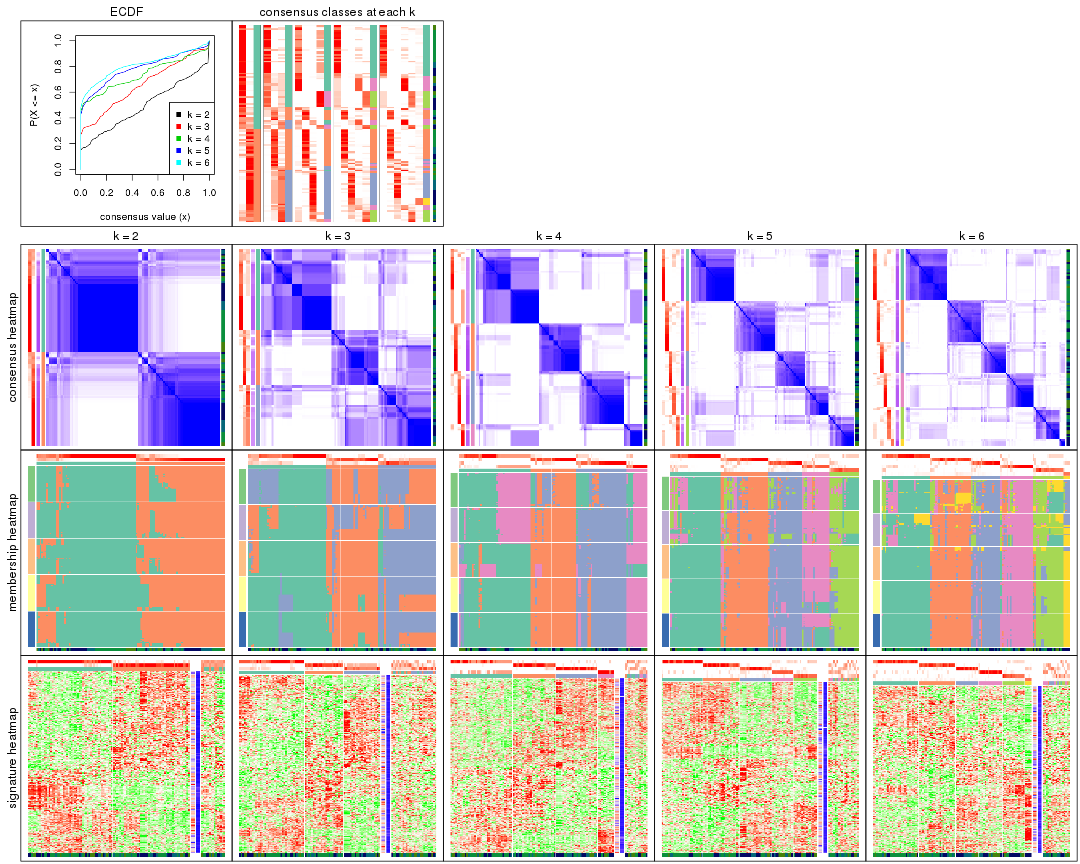 ECDF
consensus classes at each k
P(X <= x)
0.0 0.2 0.4 0.6 0.8 1.0
k = 2
k = 3
k = 4
k = 5
k = 6
0.0 0.2 0.4 0.6 0.8 1.0
consensus value (x)
k = 2
k = 3
k = 4
k = 5
k = 6
consensus heatmap
membership heatmap
signature heatmap